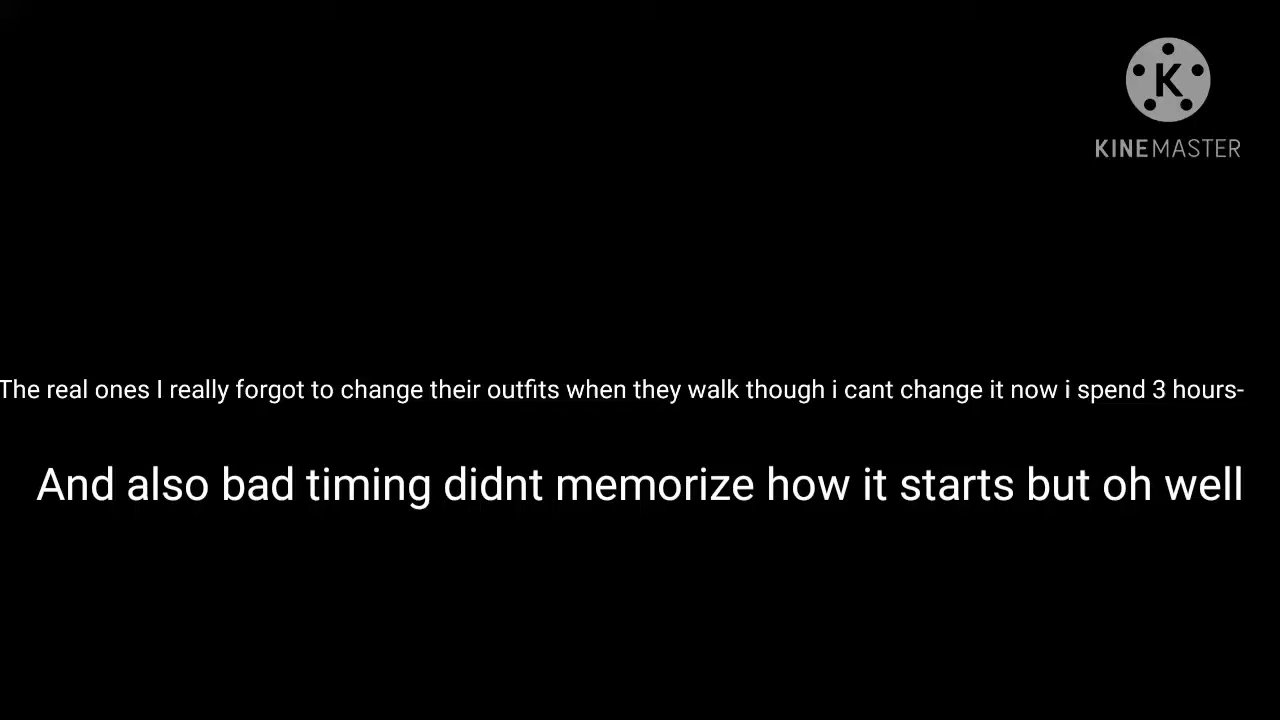 K
KINEMASTER
The real ones I really forgot to change their outfits when they walk though i cant change it now i spend 3 hours-
And also bad timing didnt memorize how it starts but oh well